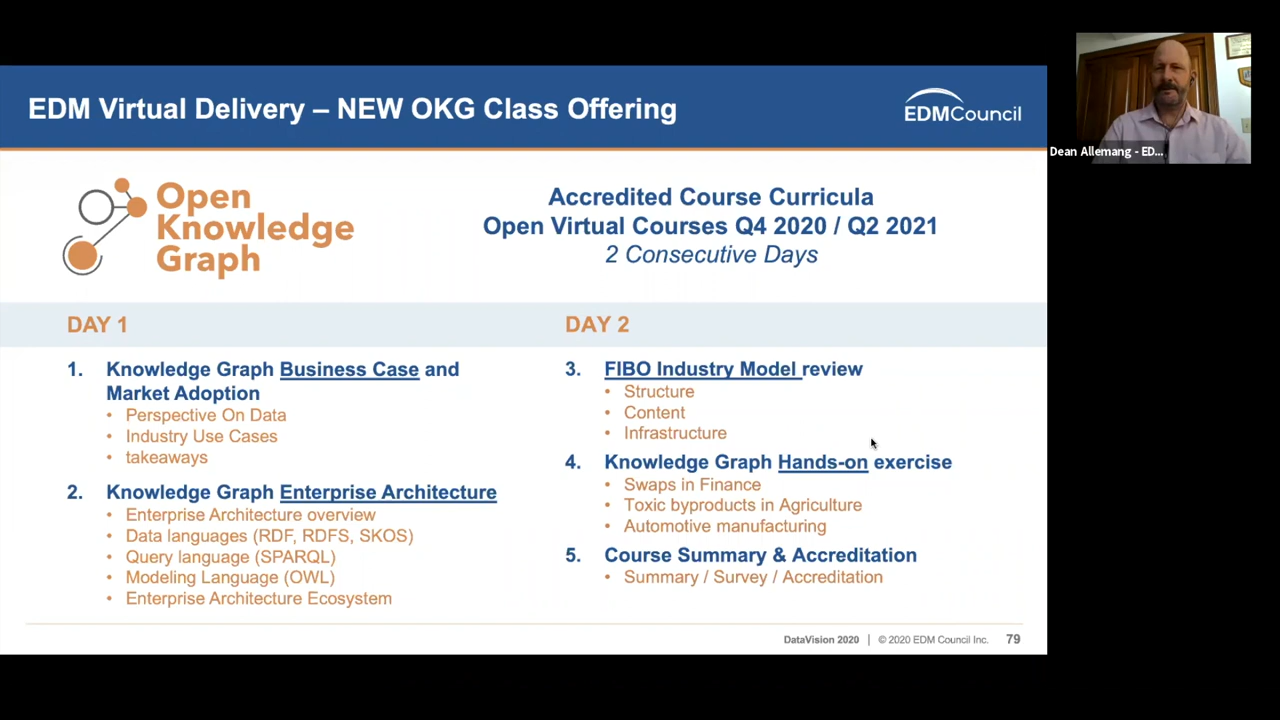 EDM Virtual Delivery – NEW OKG Class Offering
EDMCouncil
Dean Allemang - ED...
Open
Knowledge
Graph
Accredited Course Curricula
Open Virtual Courses Q4 2020 / Q2 2021
2 Consecutive Days
DAY 1
1. Knowledge Graph Business Case and
Market Adoption
• Perspective On Data
• Industry Use Cases
• takeaways
2. Knowledge Graph Enterprise Architecture
• Enterprise Architecture overview
• Data languages (RDF, RDFS, SKOS)
• Query language (SPARQL)
• Modeling Language (OWL)
• Enterprise Architecture Ecosystem
DAY 2
3. FIBO Industry Model review
• Structure
• Content
• Infrastructure
4. Knowledge Graph Hands-on exercise
• Swaps in Finance
• Toxic byproducts in Agriculture
• Automotive manufacturing
5. Course Summary & Accreditation
• Summary / Survey / Accreditation
DataVision 2020 | © 2020 EDM Council Inc. 79